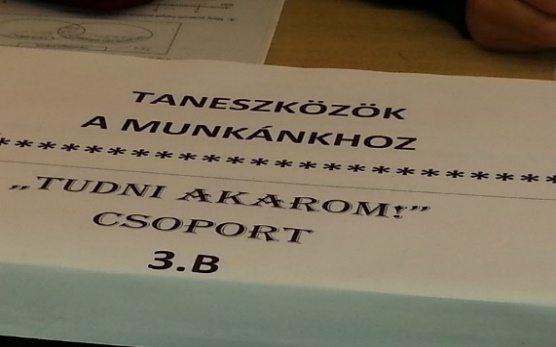 TANESZKÖZÖK
A MUNKÁNKHOZ
************************
„TUDNI AKAROM!”
CSOPORT
3.B